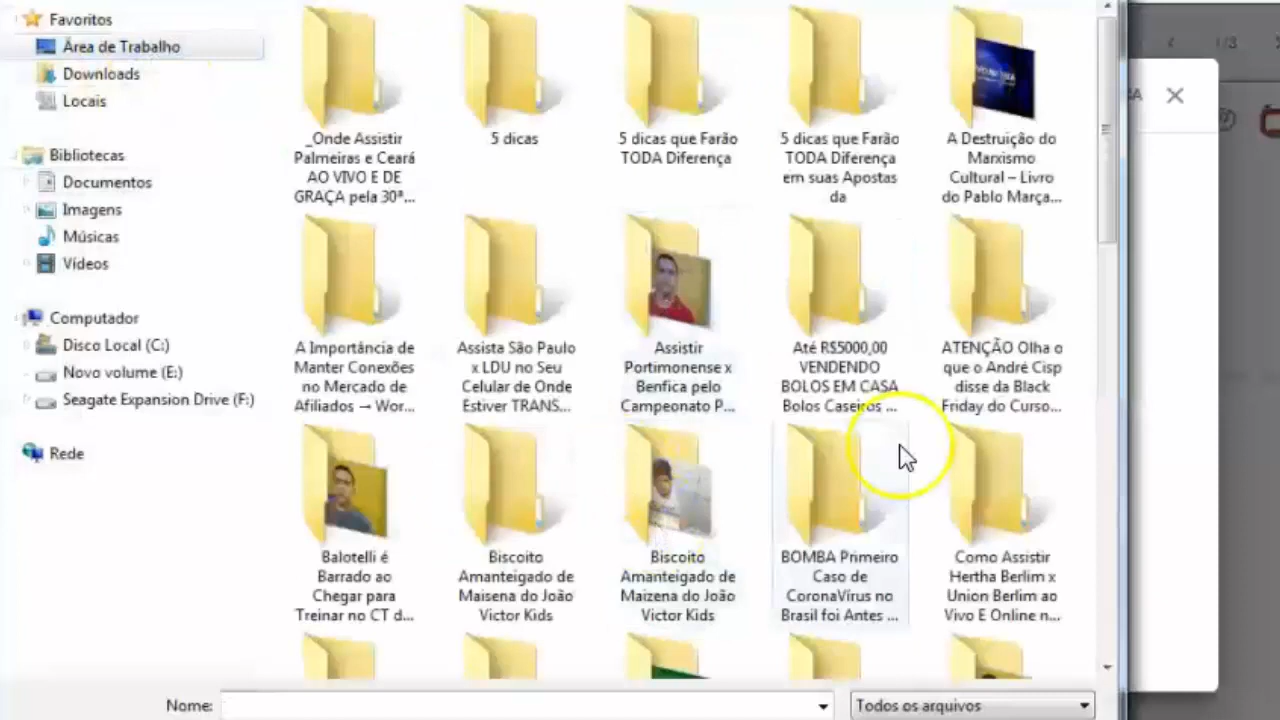 Favoritos
Área de Trabalho
Downloads
Locais
Bibliotecas
Documentos
Imagens
Músicas
Vídeos
Computador
Disco Local (C:)
Novo volume (E:)
Seagate Expansion Drive (F:)
Rede
_Onde Assistir
Palmeiras e Ceará
AO VIVO E DE
GRAÇA pela 30ª...
5 dicas
5 dicas que Farão
TODA Diferença
5 dicas que Farão
TODA Diferença
em suas Apostas
da
A Destruição do
Marxismo
Cultural – Livro
do Pablo Marça...
A Importância de
Manter Conexões
no Mercado de
Afiliados → Wor...
Assista São Paulo
x LDU no Seu
Celular de Onde
Estiver TRANS...
Assistir
Portimonense x
Benfica pelo
Campeonato P...
Até R$5000,00
VENDENDO
BOLOS EM CASA
Bolos Caseiros ...
ATENÇÃO Olha o
que o André Cisp
disse da Black
Friday do Curso...
Balotelli é
Barrado ao
Chegar para
Treinar no CT d...
Biscoito
Amanteigado de
Maisena do João
Victor Kids
Biscoito
Amanteigado de
Maizena do João
Victor Kids
BOMBA Primeiro
Caso de
CoronaVírus no
Brasil foi Antes ...
Como Assistir
Hertha Berlim x
Union Berlim ao
Vivo E Online n...
Nome:
Todos os arquivos